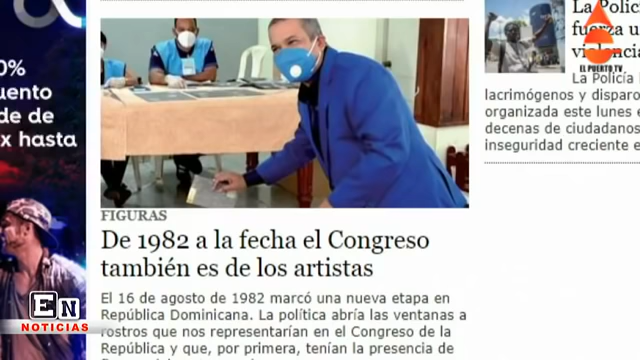 0%
uento
de de
x hasta
FIGURAS
De 1982 a la fecha el Congreso
también es de los artistas
El 16 de agosto de 1982 marcó una nueva etapa en
República Dominicana. La política abría las ventanas a
rostros que nos representarían en el Congreso de la
República y que, por primera, tenían la presencia de
La Polic
fuerza u
violencia
EL PUERTO TV
La Policía
lacrimógenos y disparo
organizada este lunes e
decenas de ciudadanos
inseguridad creciente e
EN
NOTICIAS